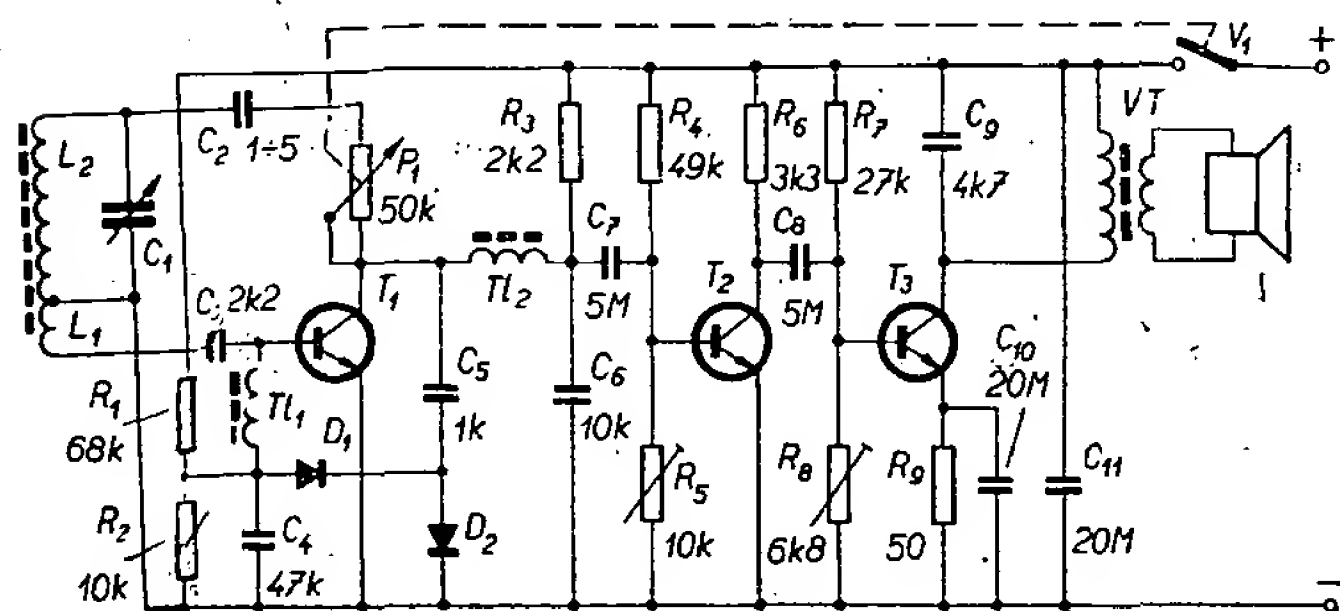 V1
+
L2
C2 1÷5
P1
50k
R3
2k2
R4
49k
R6
3k3
R7
27k
C9
4k7
VT
C1
C7
5M
C8
5M
T1
Tl2
T2
T3
C 2k2
L1
R1
68k
Tl1
D1
C5
1k
C6
10k
C10
20M
R5
10k
R8
6k8
R9
50
C11
20M
R2
10k
C4
47k
D2
-